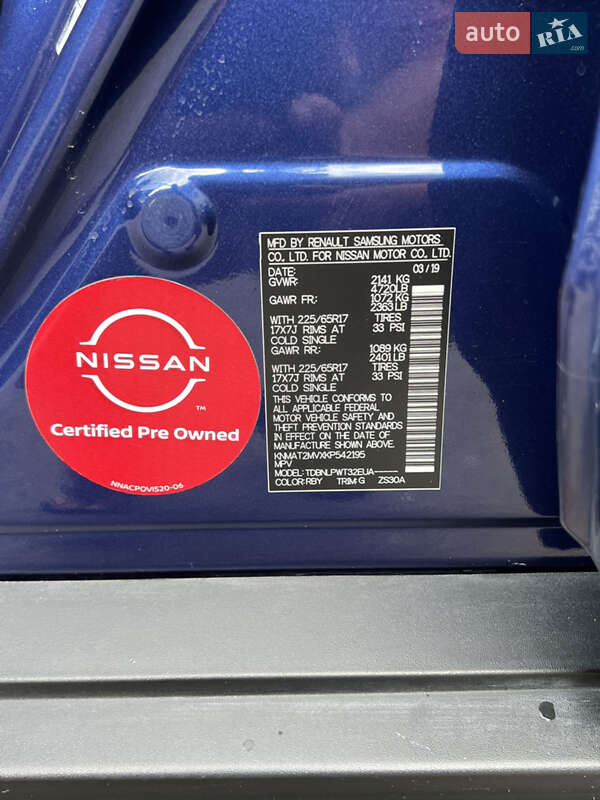 auto RIA.com
MFD BY RENAULT SAMSUNG MOTORS
CO, LTD. FOR NISSAN MOTOR CO. LTD.
DATE: 03/19
GVWR: 2141 KG
4720LB
GAWR FR: 1072 KG
2363LB
WITH 225/65R17 TIRES
17X7J RIMS AT 33 PSI
COLD SINGLE
GAWR RR: 1089 KG
2401LB
WITH 225/65R17 TIRES
17X7J RIMS AT 33 PSI
COLD SINGLE
THIS VEHICLE CONFORMS TO
ALL APPLICABLE FEDERAL
MOTOR VEHICLE SAFETY AND
THEFT PREVENTION STANDARDS
IN EFFECT ON THE DATE OF
MANUFACTURE SHOWN ABOVE.
KNMAT2MVXKP542195
MPV
MODEL: TDBNLPWT32EUA------
COLOR:RBY TRIM:G ZS30A
NISSAN
™
Certified Pre Owned
NNACPOVIS20-06